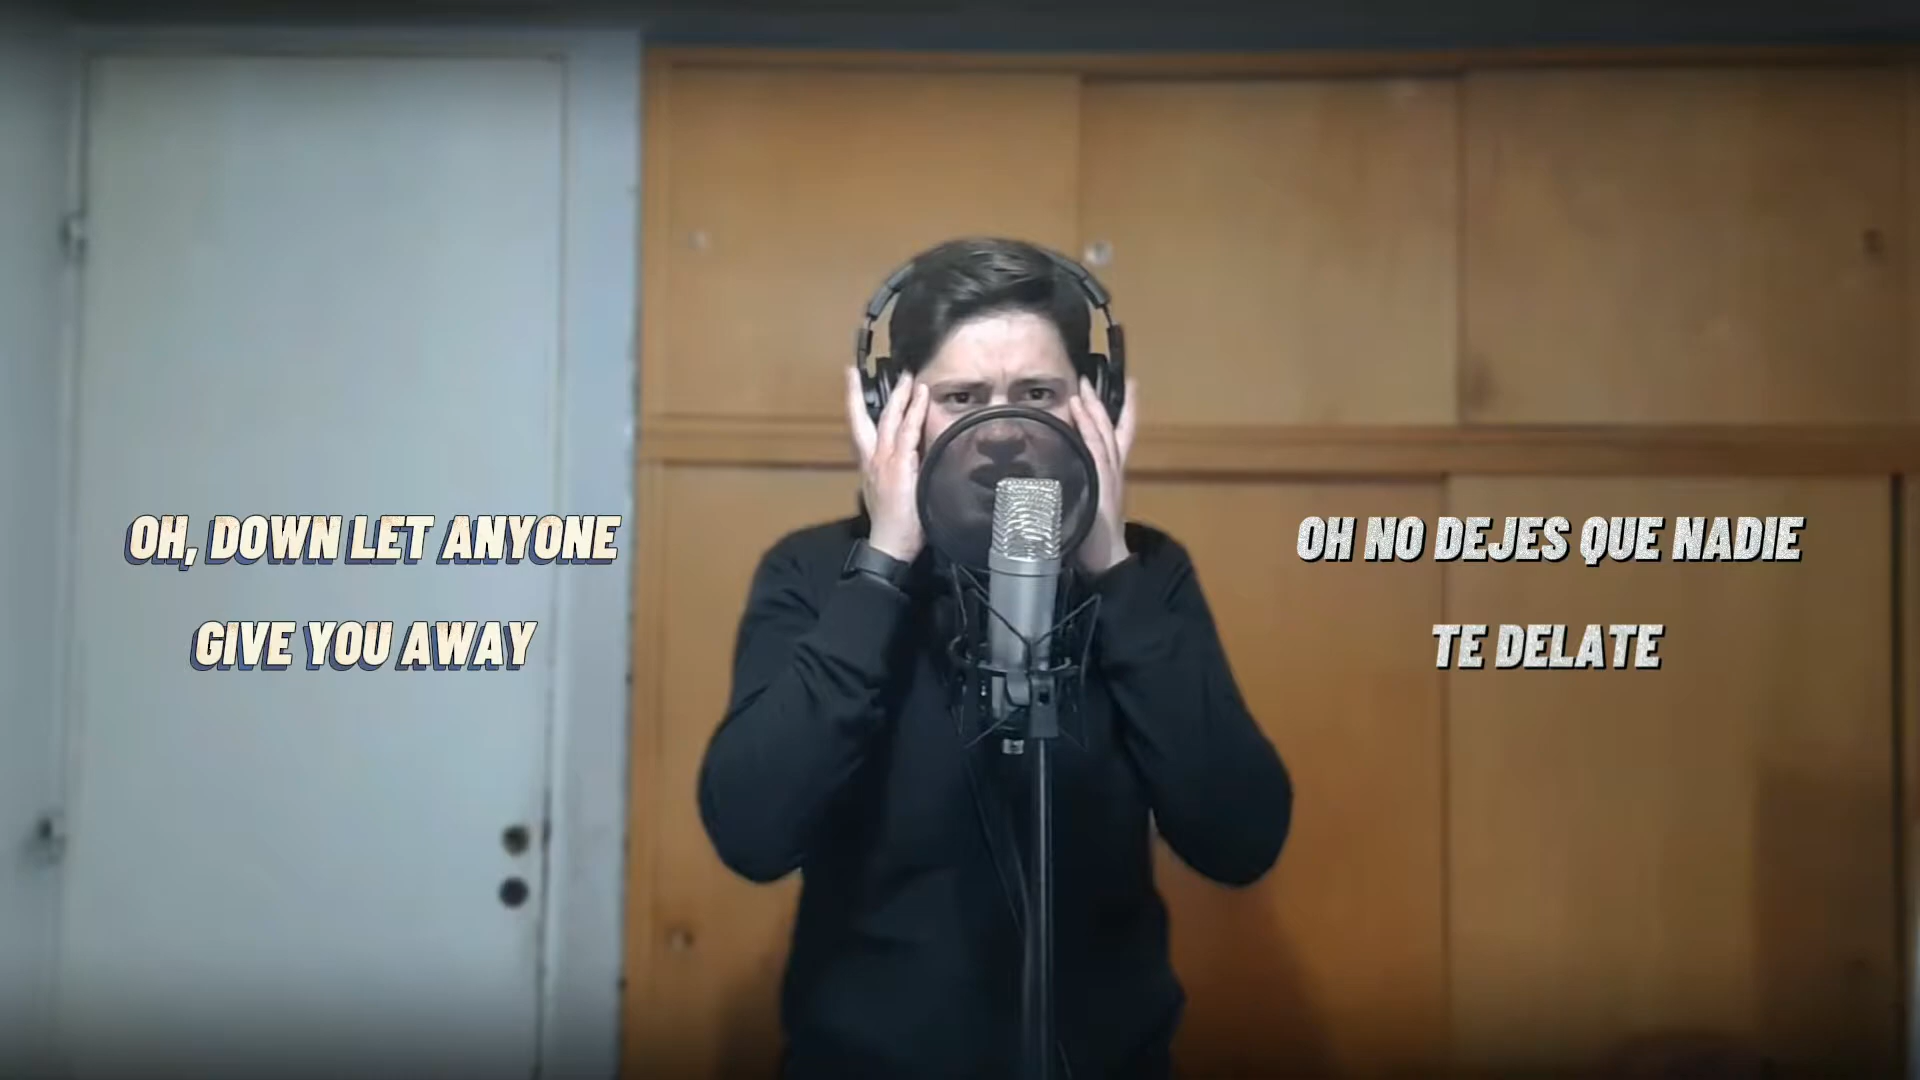 OH, DOWN LET ANYONE
GIVE YOU AWAY
OH NO DEJES QUE NADIE
TE DELATE